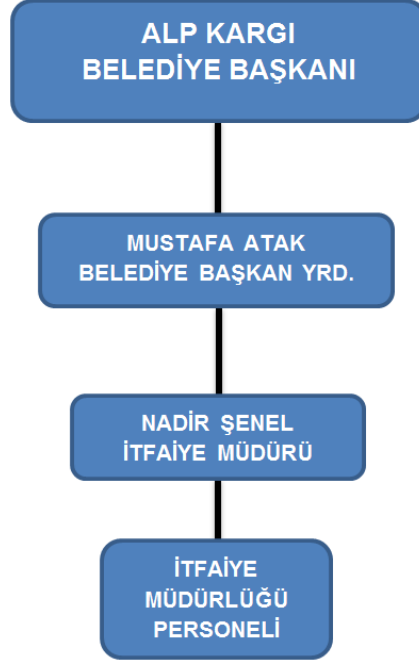 ALP KARGI
BELEDİYE BAŞKANI
MUSTAFA ATAK
BELEDİYE BAŞKAN YRD.
NADİR ŞENEL
İTFAİYE MÜDÜRÜ
İTFAİYE
MÜDÜRLÜĞÜ
PERSONELİ